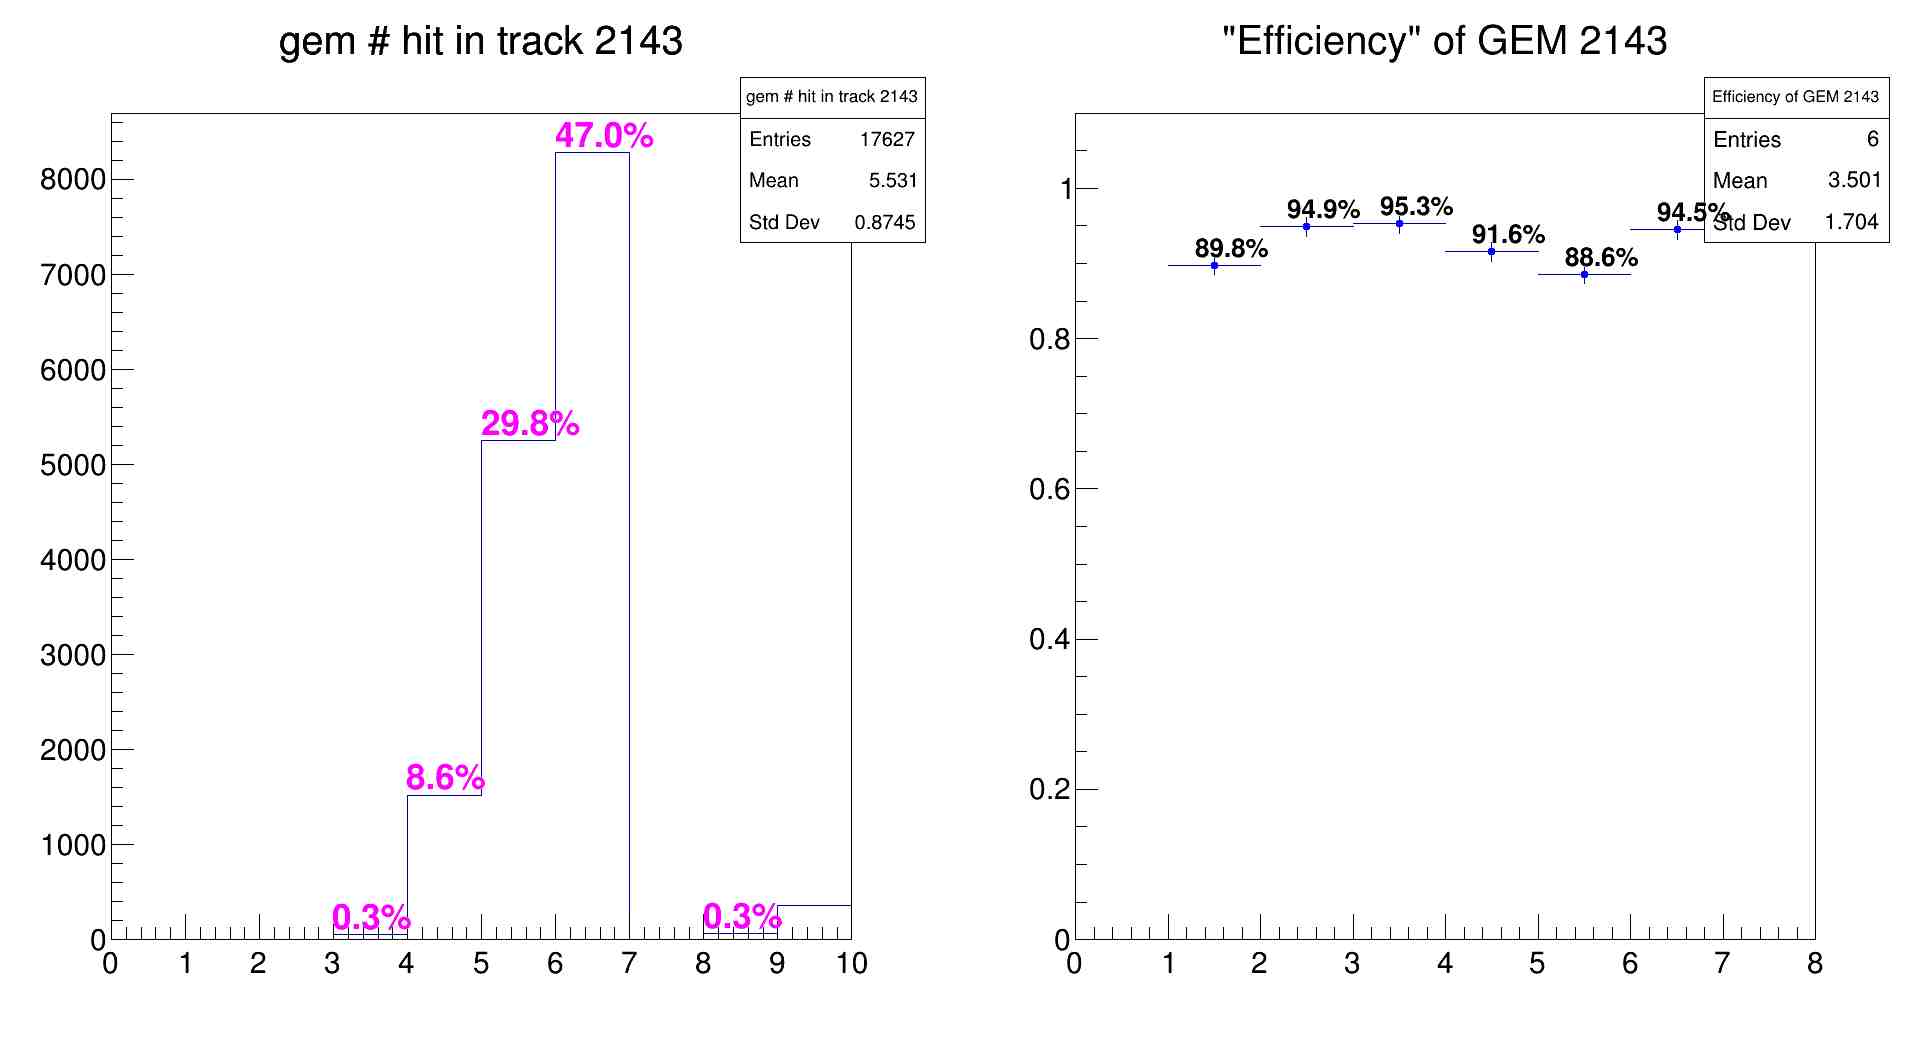 gem # hit in track 2143
gem # hit in track 2143
Entries 17627
Mean 5.531
Std Dev 0.8745
47.0%
29.8%
8.6%
0.3%
0.3%
8000
7000
6000
5000
4000
3000
2000
1000
0
0 1 2 3 4 5 6 7 8 9 10
"Efficiency" of GEM 2143
Efficiency of GEM 2143
Entries 6
Mean 3.501
Std Dev 1.704
89.8%
94.9%
95.3%
91.6%
88.6%
94.5%
1
0.8
0.6
0.4
0.2
0
0 1 2 3 4 5 6 7 8